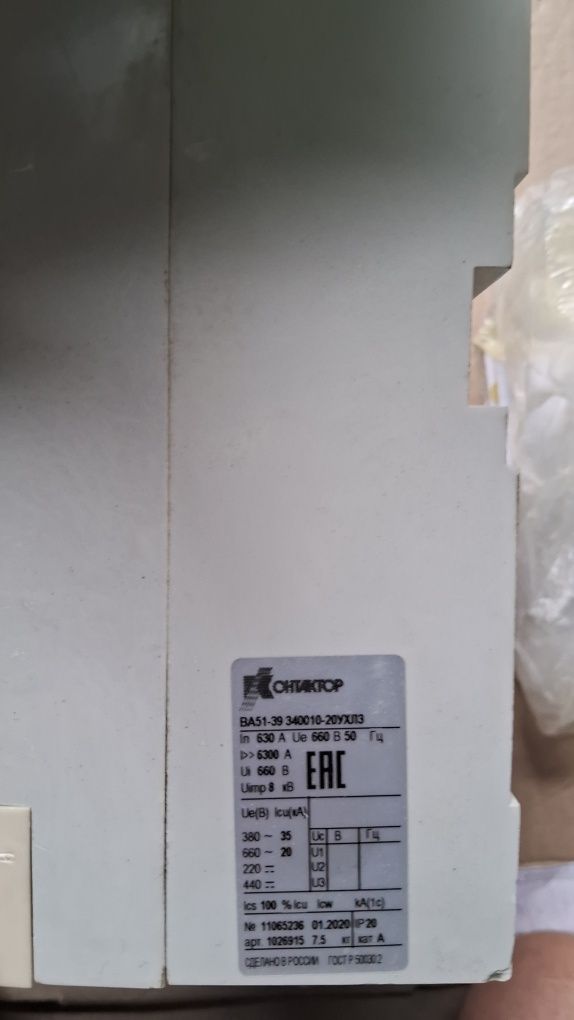 КОНТАКТОР
ВА51-39 340010-20УХЛ3
In 630 А Ue 660 В 50 Гц
I>> 6300 А
Ui 660 В
Uimp 8 кВ
EAC
Ue(В) Icu(кА)
380 ~ 35 Uc В Гц
660 ~ 20 U1
220 ⎓ U2
440 ⎓ U3
Ics 100 % Icu Icw кА(1с)
№ 11065236 01.2020 IP20
арт. 1026915 7.5 кг кат А
СДЕЛАНО В РОССИИ ГОСТ Р 50030.2